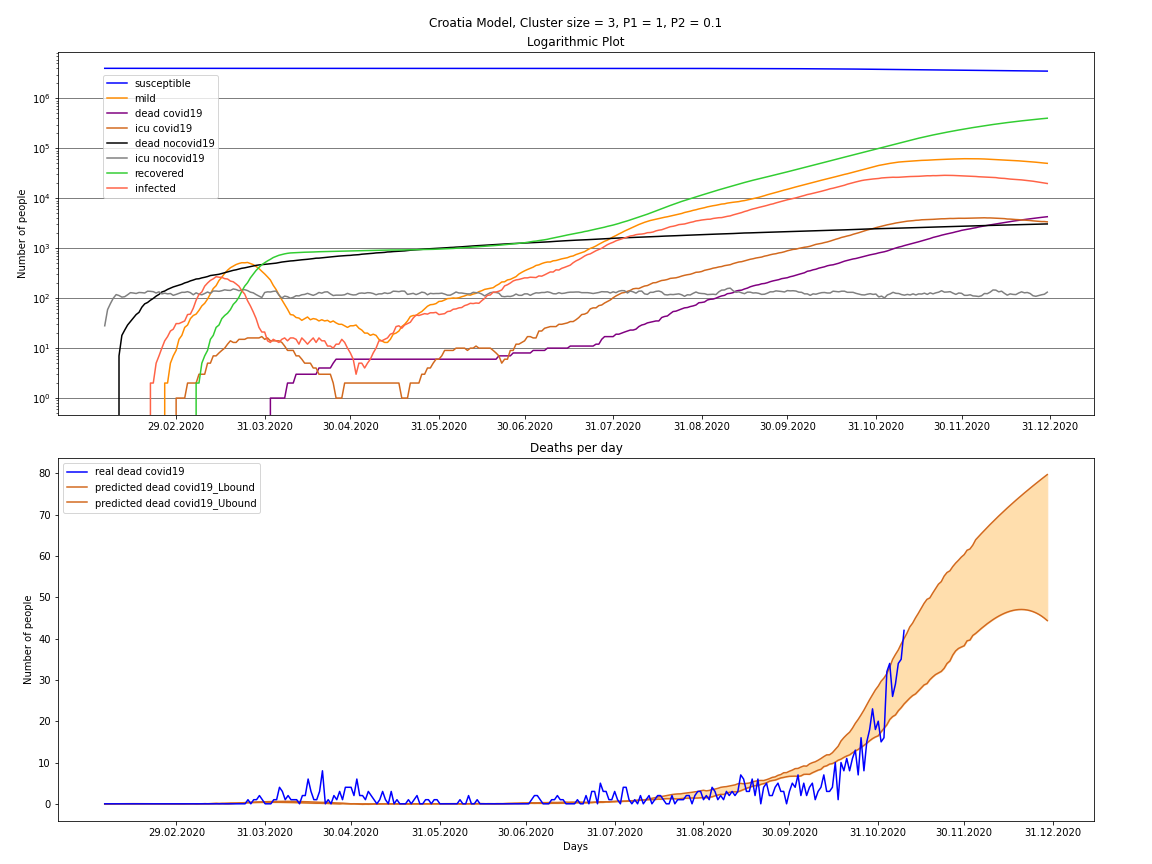 Croatia Model, Cluster size = 3, P1 = 1, P2 = 0.1
Logarithmic Plot
susceptible
mild
dead covid19
icu covid19
dead nocovid19
icu nocovid19
recovered
infected
Number of people
10⁶
10⁵
10⁴
10³
10²
10¹
10⁰
29.02.2020 31.03.2020 30.04.2020 31.05.2020 30.06.2020 31.07.2020 31.08.2020 30.09.2020 31.10.2020 30.11.2020 31.12.2020
Deaths per day
real dead covid19
predicted dead covid19_Lbound
predicted dead covid19_Ubound
Number of people
80
70
60
50
40
30
20
10
0
29.02.2020 31.03.2020 30.04.2020 31.05.2020 30.06.2020 31.07.2020 31.08.2020 30.09.2020 31.10.2020 30.11.2020 31.12.2020
Days